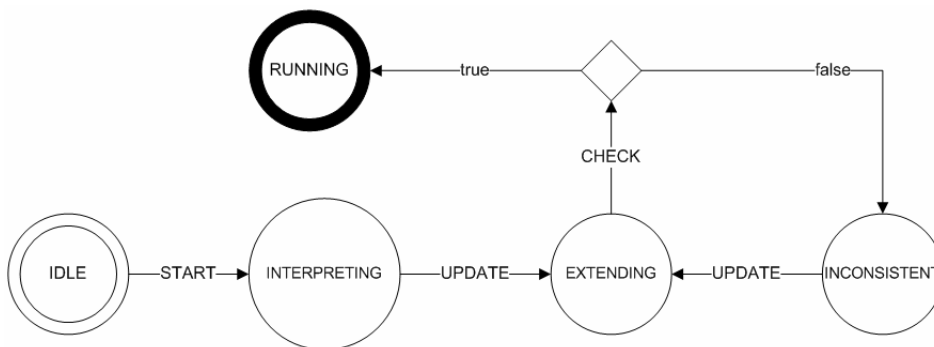 RUNNING
true
false
CHECK
IDLE
START
INTERPRETING
UPDATE
EXTENDING
UPDATE
INCONSISTENT